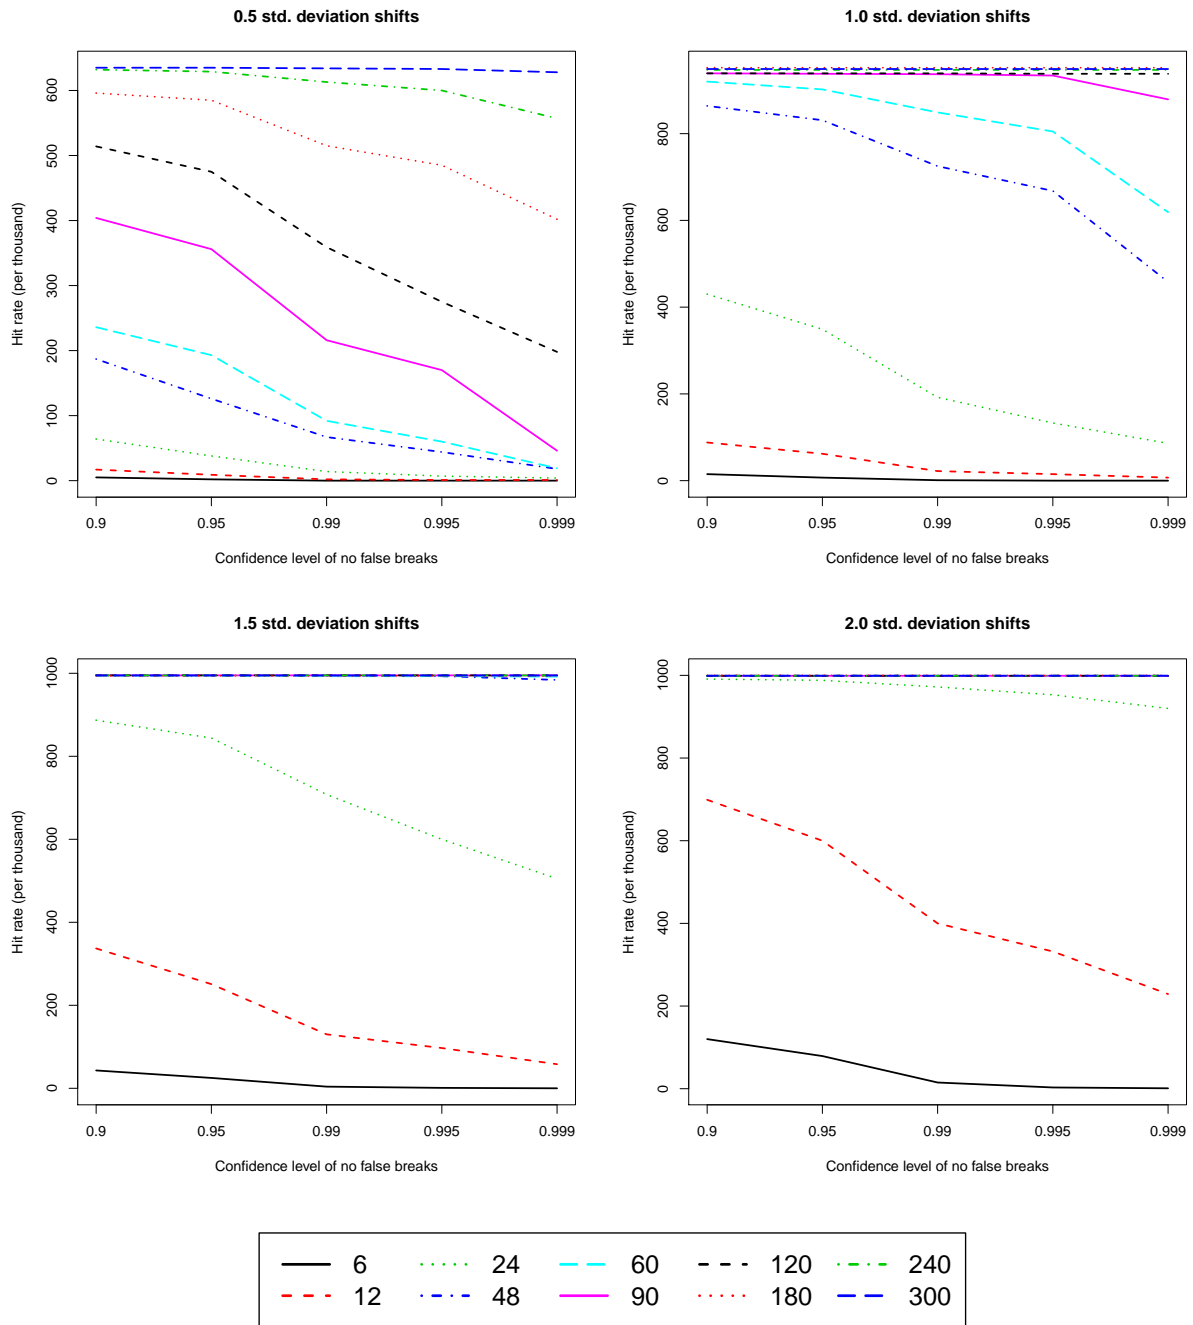 0.5 std. deviation shifts
Hit rate (per thousand)
600
500
400
300
200
100
0
0.9 0.95 0.99 0.995 0.999
Confidence level of no false breaks
1.0 std. deviation shifts
Hit rate (per thousand)
800
600
400
200
0
0.9 0.95 0.99 0.995 0.999
Confidence level of no false breaks
1.5 std. deviation shifts
Hit rate (per thousand)
1000
800
600
400
200
0
0.9 0.95 0.99 0.995 0.999
Confidence level of no false breaks
2.0 std. deviation shifts
Hit rate (per thousand)
1000
800
600
400
200
0
0.9 0.95 0.99 0.995 0.999
Confidence level of no false breaks
6 24 60 120 240
12 48 90 180 300